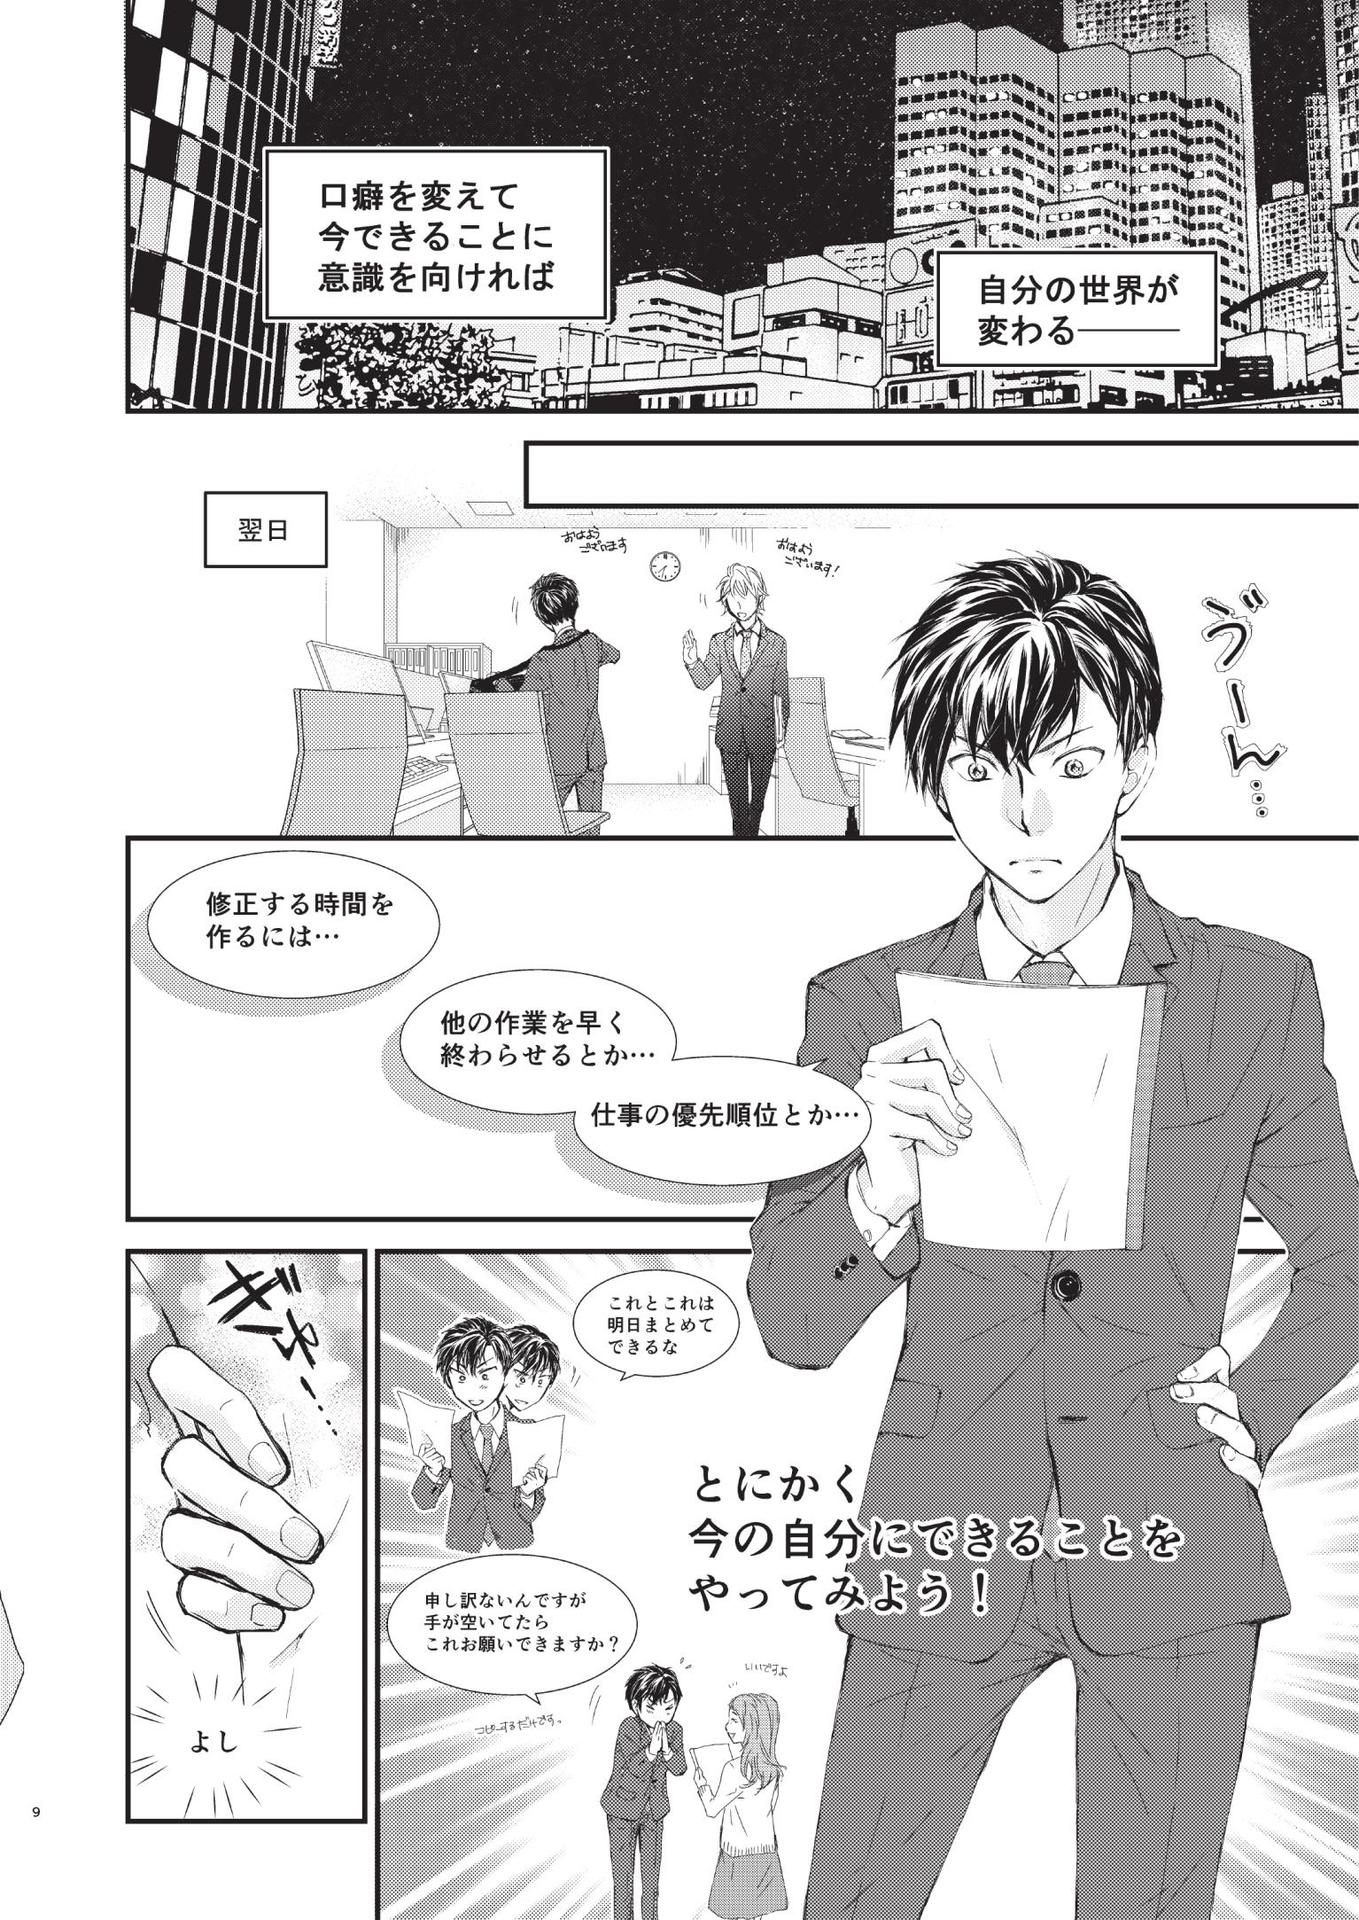 口癖を変えて
今できることに
意識を向ければ
自分の世界が
変わる――
翌日
おはよう
ございます
おはよう
ございます！
うーん…
修正する時間を
作るには…
他の作業を早く
終わらせるとか…
仕事の優先順位とか…
ぎゅ…
よし
これとこれは
明日まとめて
できるな
申し訳ないんですが
手が空いてたら
これお願いできますか？
いいですよ
コピーするだけです。
とにかく
今の自分にできることを
やってみよう！
9